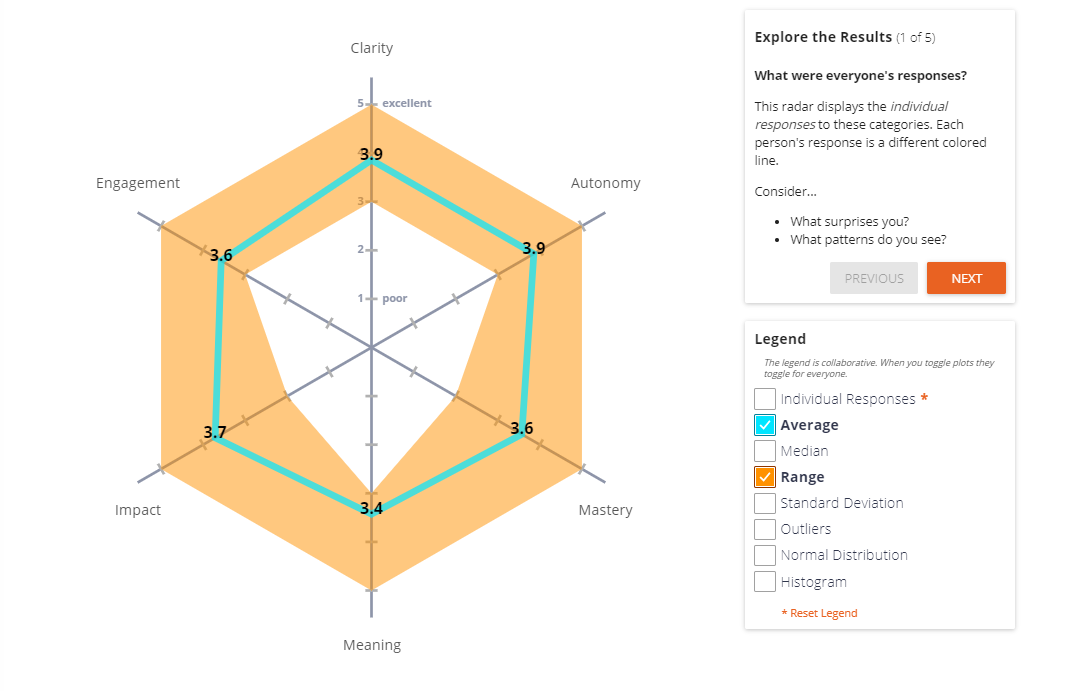 Clarity
5
excellent
3.9
Engagement
Autonomy
3
3.6
3.9
2
1
poor
3.7
3.6
3.4
Impact
Mastery
Meaning
Explore the Results (1 of 5)
What were everyone's responses?
This radar displays the individual
responses to these categories. Each
person's response is a different colored
line.
Consider...
• What surprises you?
• What patterns do you see?
PREVIOUS
NEXT
Legend
The legend is collaborative. When you toggle plots they
toggle for everyone.
Individual Responses *
Average
Median
Range
Standard Deviation
Outliers
Normal Distribution
Histogram
* Reset Legend